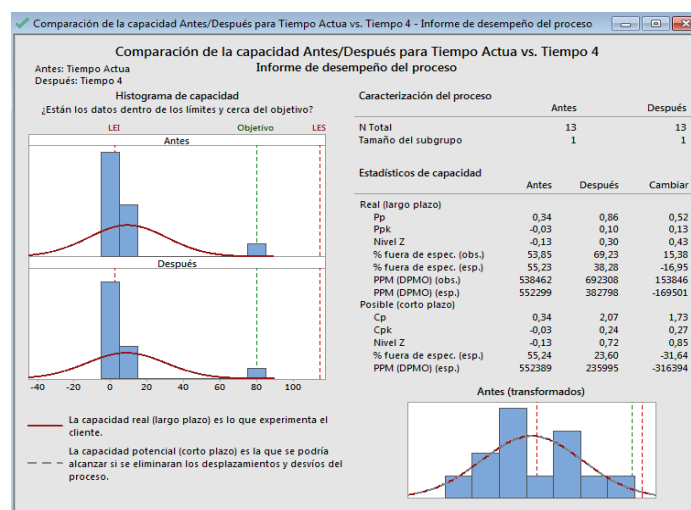 Comparación de la capacidad Antes/Después para Tiempo Actua vs. Tiempo 4 - Informe de desempeño del proceso
Comparación de la capacidad Antes/Después para Tiempo Actua vs. Tiempo 4
Informe de desempeño del proceso
Antes: Tiempo Actua
Después: Tiempo 4
Histograma de capacidad
¿Están los datos dentro de los límites y cerca del objetivo?
LEI Objetivo LES
Antes
Después
-40 -20 0 20 40 60 80 100
La capacidad real (largo plazo) es lo que experimenta el
cliente.
La capacidad potencial (corto plazo) es la que se podría
alcanzar si se eliminaran los desplazamientos y desvíos del
proceso.
Caracterización del proceso
Antes Después
N Total 13 13
Tamaño del subgrupo 1 1
Estadísticos de capacidad
Antes Después Cambiar
Real (largo plazo)
Pp 0,34 0,86 0,52
Ppk -0,03 0,10 0,13
Nivel Z -0,13 0,30 0,43
% fuera de espec. (obs.) 53,85 69,23 15,38
% fuera de espec. (esp.) 55,23 38,28 -16,95
PPM (DPMO) (obs.) 538462 692308 153846
PPM (DPMO) (esp.) 552299 382798 -169501
Posible (corto plazo)
Cp 0,34 2,07 1,73
Cpk -0,03 0,24 0,27
Nivel Z -0,13 0,72 0,85
% fuera de espec. (esp.) 55,24 23,60 -31,64
PPM (DPMO) (esp.) 552389 235995 -316394
Antes (transformados)